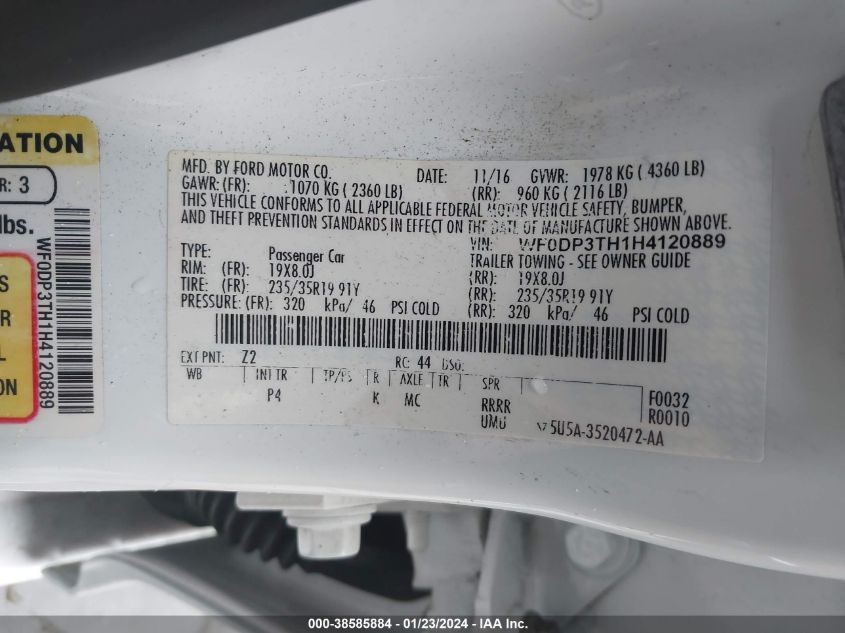 ATION
R: 3
lbs.
S
R
L
ON
WF0DP3TH1H4120889
MFD. BY FORD MOTOR CO. DATE: 11/16 GVWR: 1978 KG ( 4360 LB)
GAWR: (FR): 1070 KG ( 2360 LB) (RR): 960 KG ( 2116 LB)
THIS VEHICLE CONFORMS TO ALL APPLICABLE FEDERAL MOTOR VEHICLE SAFETY, BUMPER,
AND THEFT PREVENTION STANDARDS IN EFFECT ON THE DATE OF MANUFACTURE SHOWN ABOVE.
VIN: WF0DP3TH1H4120889
TYPE: Passenger Car TRAILER TOWING - SEE OWNER GUIDE
RIM: (FR): 19X8.0J (RR): 19X8.0J
TIRE: (FR): 235/35R19 91Y (RR): 235/35R19 91Y
PRESSURE: (FR): 320 kPa/ 46 PSI COLD (RR): 320 kPa/ 46 PSI COLD
EXT PNT: Z2 RC: 44 DSO:
WB INT TR TP/PS R AXLE TR SPR
P4 K MC RRRR F0032
UMU R0010
5U5A-3520472-AA
000-38585884 - 01/23/2024 - IAAI.COM